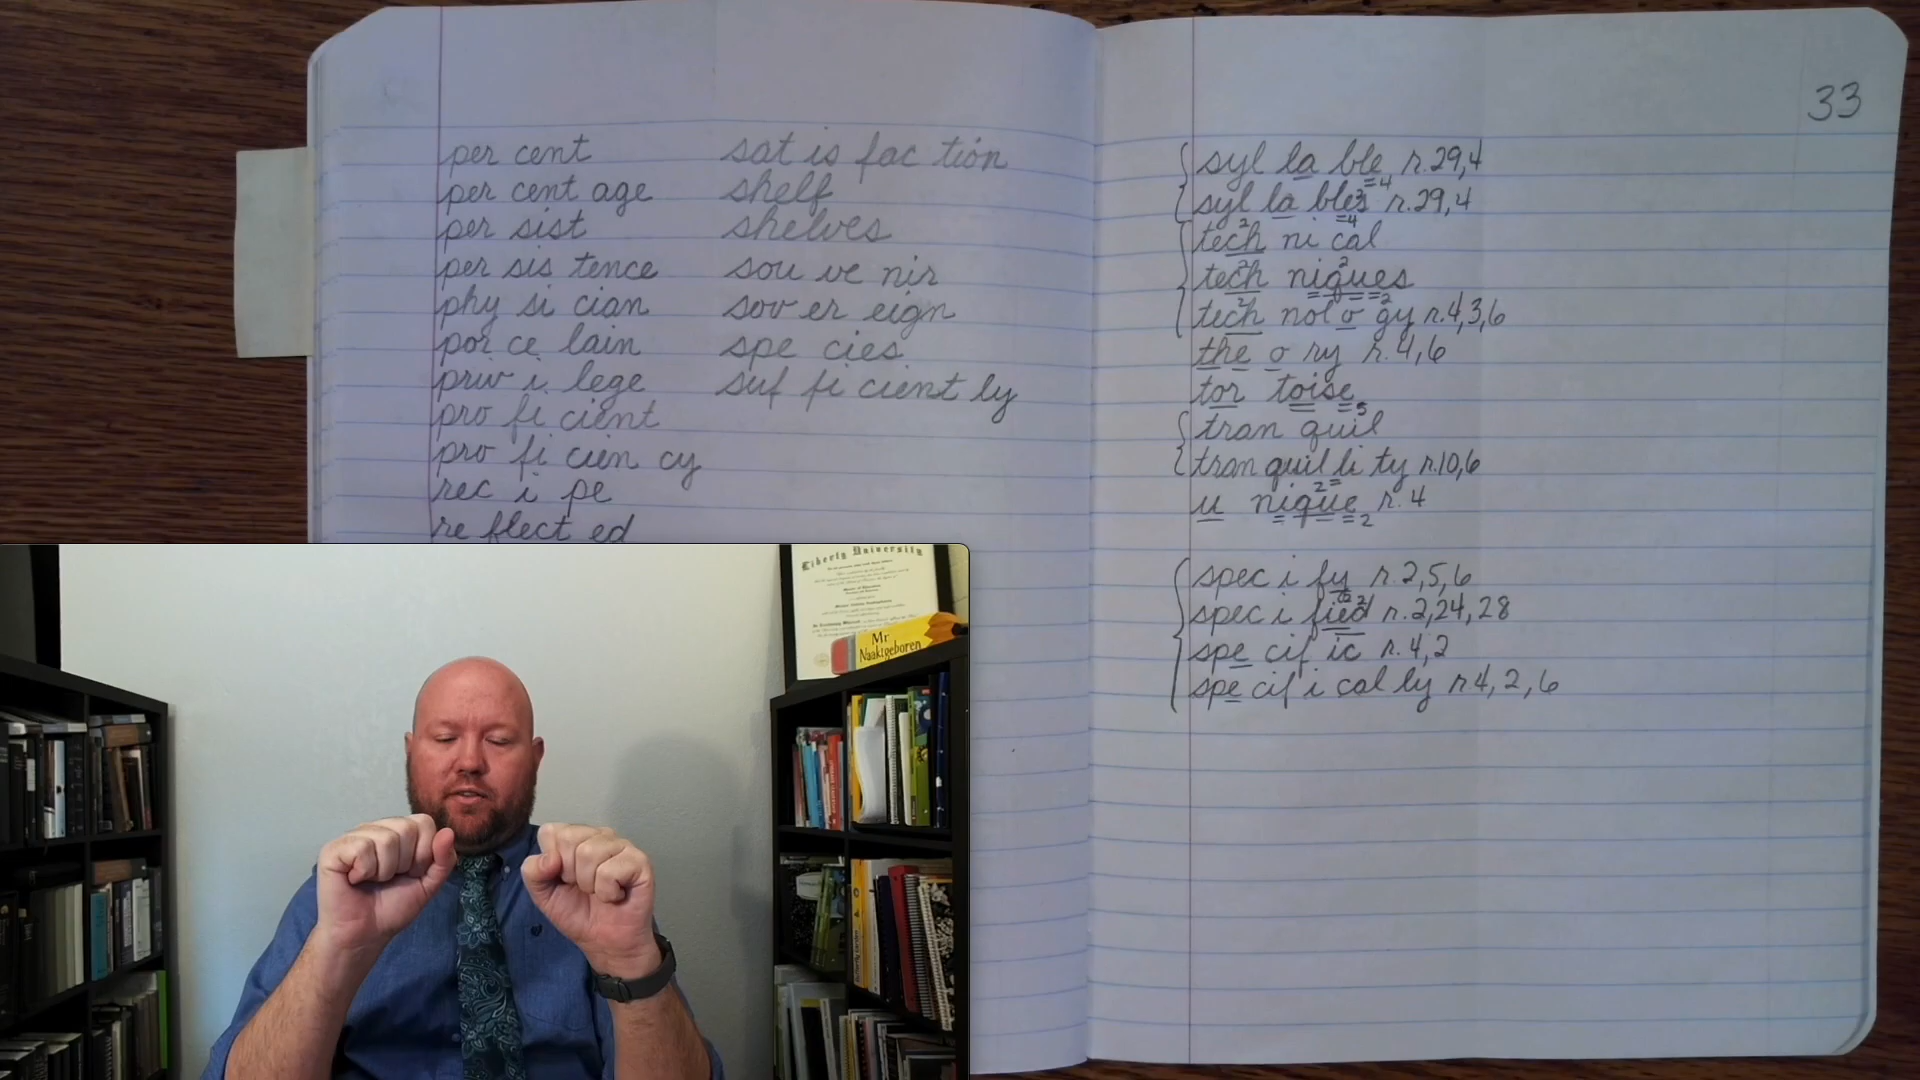 33
per cent
per cent age
per sist
per sis tence
phy si cian
por ce lain
priv i lege
pro fi cient
pro fi cien cy
rec i pe
re flect ed
sat is fac tion
shelf
shelves
sou ve nir
sov er eign
spe cies
suf fi cient ly
syl la ble r.29,4
syl la bles r.29,4
tech ni cal
tech niques
tech nol o gy r.4,3,6
the o ry r.4,6
tor toise
tran quil
tran quil li ty r.10,6
u nique r.4
spec i fy r.2,5,6
spec i fied r.2,24,28
spe cif ic r.4,2
spe cif i cal ly r.4,2,6
Liberty University
Mr
Naaktgeboren